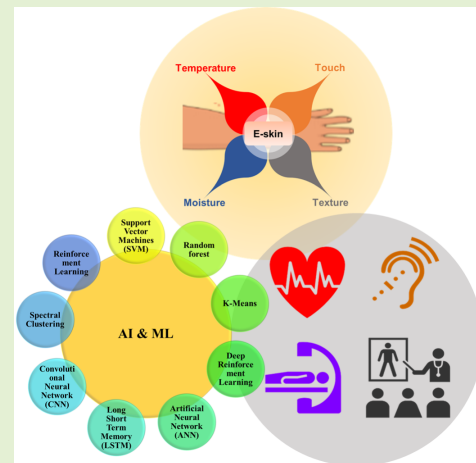 Temperature
Touch
E-skin
Moisture
Texture
Support
Vector
Machines
(SVM)
Random
forest
Reinforce
ment
Learning
K-Means
Spectral
Clustering
AI & ML
Deep
Reinforce
ment
Learning
Convoluti
onal
Neural
Network
(CNN)
Long
Short
Term
Memory
(LSTM)
Artificial
Neural
Network
(ANN)